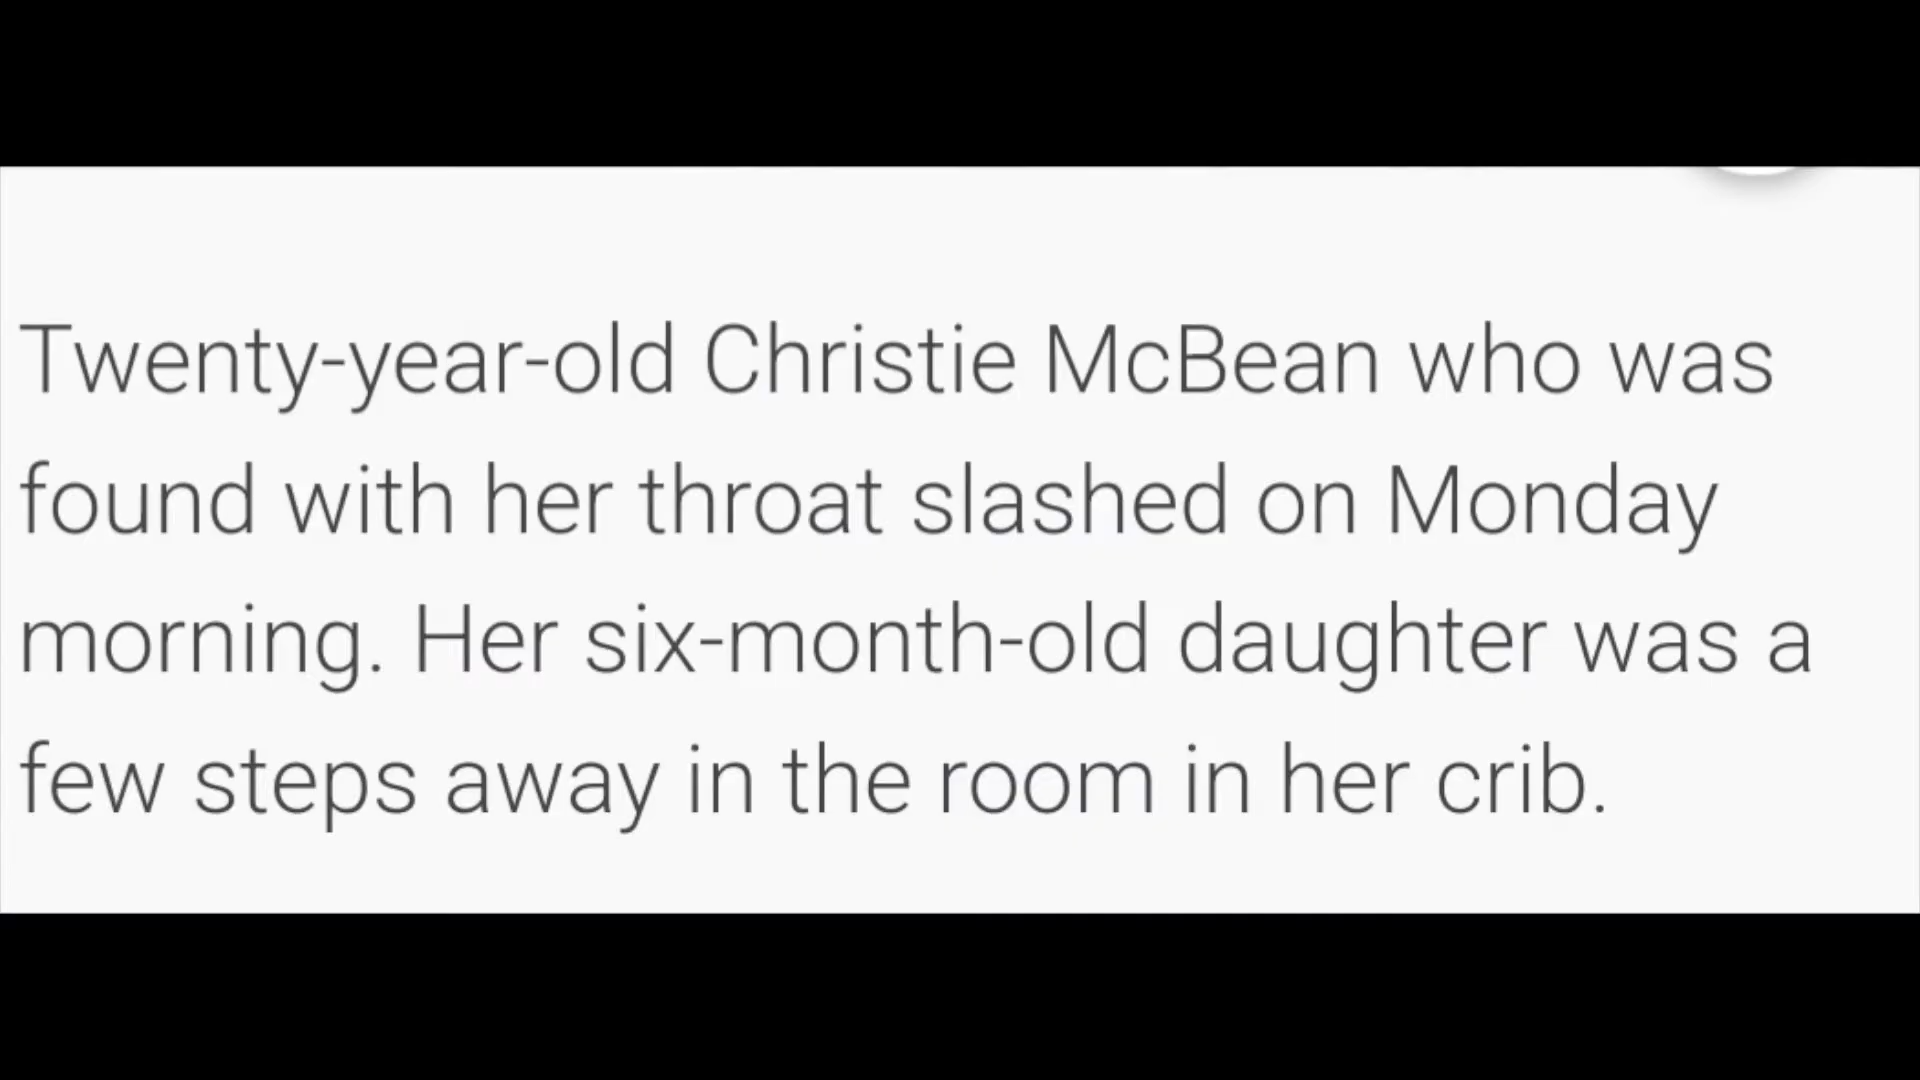 Twenty-year-old Christie McBean who was
found with her throat slashed on Monday
morning. Her six-month-old daughter was a
few steps away in the room in her crib.